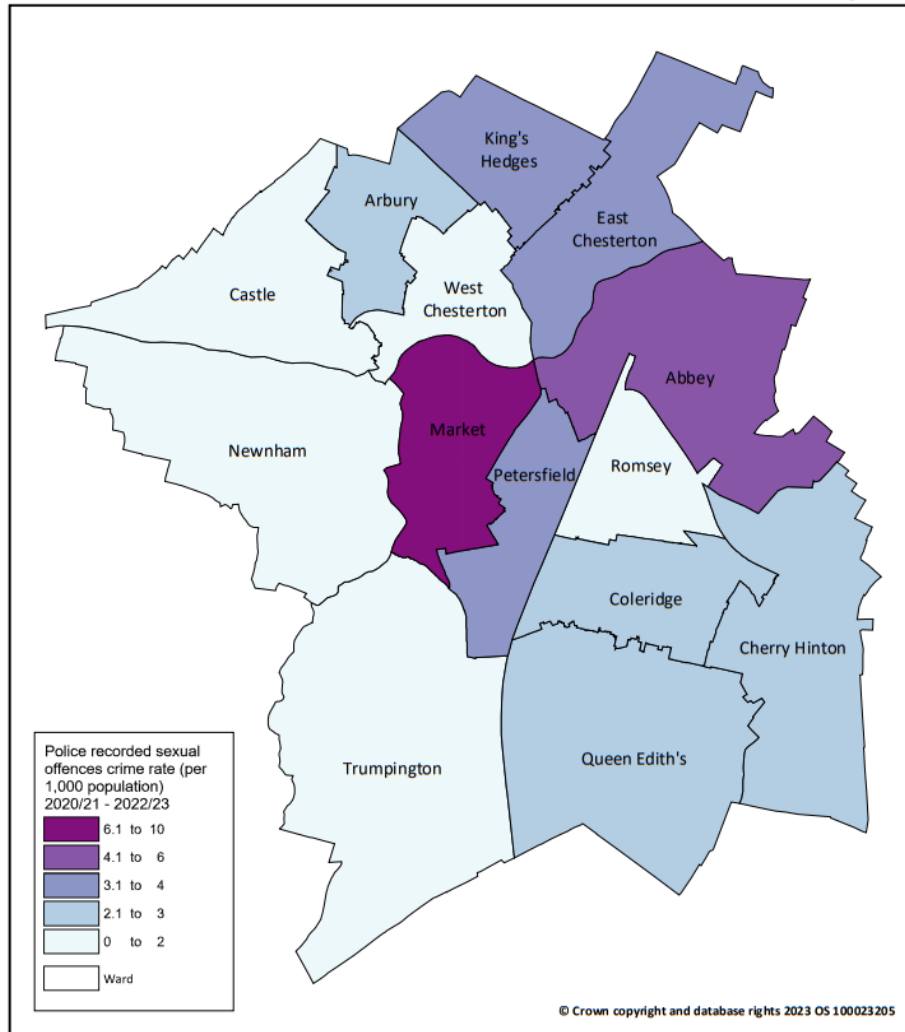 King's
Hedges
Arbury
East
Chesterton
Castle
West
Chesterton
Abbey
Market
Newnham
Petersfield
Romsey
Coleridge
Cherry Hinton
Trumpington
Queen Edith's
Police recorded sexual
offences crime rate (per
1,000 population)
2020/21 - 2022/23
6.1 to 10
4.1 to 6
3.1 to 4
2.1 to 3
0 to 2
Ward
© Crown copyright and database rights 2023 OS 100023205